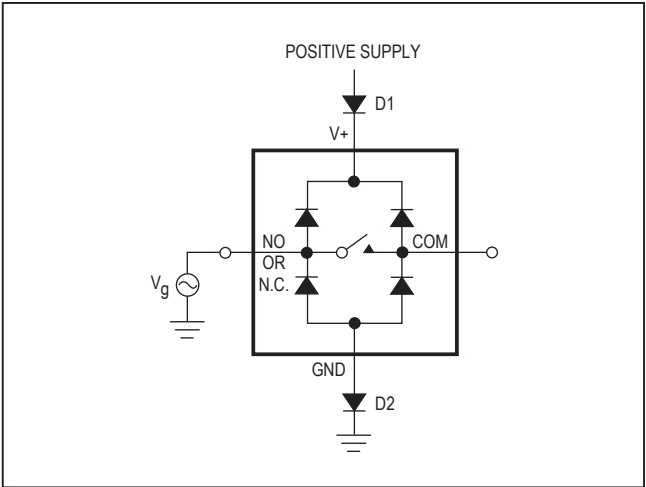 POSITIVE SUPPLY
D1
V+
NO
OR
N.C.
COM
Vg
GND
D2